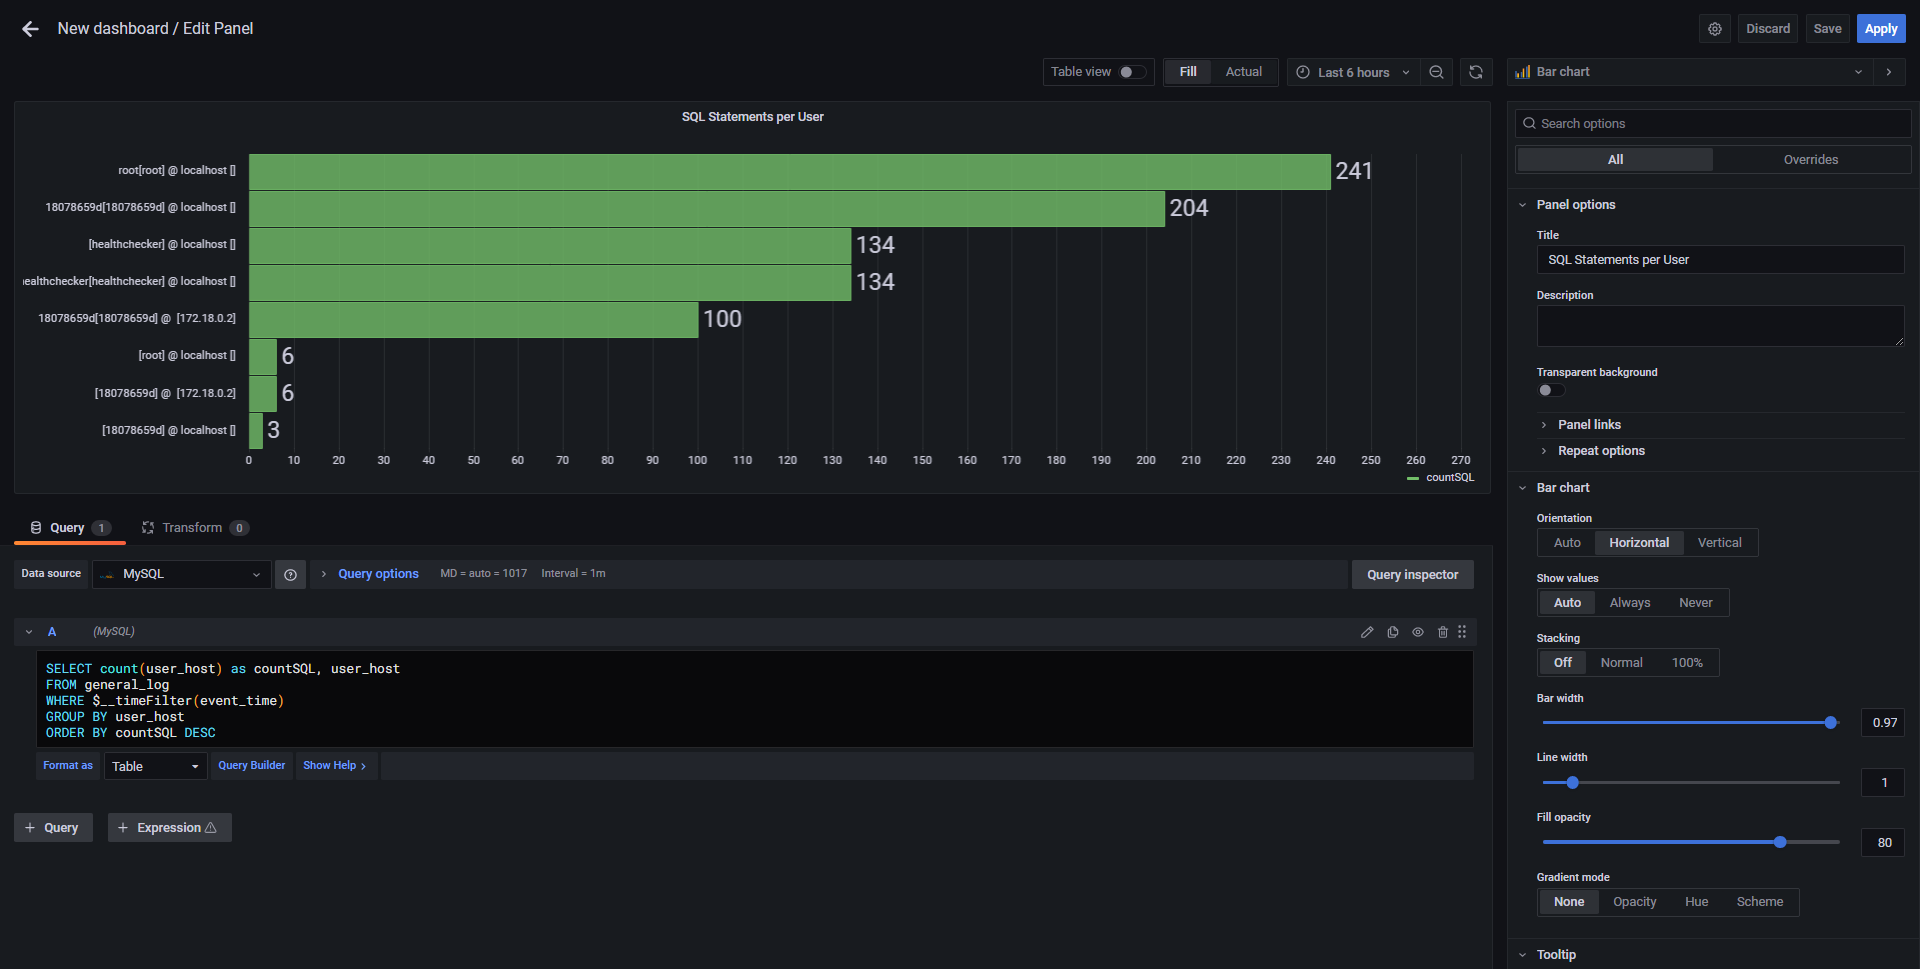 New dashboard / Edit Panel
Discard
Save
Apply
Table view
Fill
Actual
Last 6 hours
Bar chart
SQL Statements per User
root[root] @ localhost []
241
18078659d[18078659d] @ localhost []
204
[healthchecker] @ localhost []
134
healthchecker[healthchecker] @ localhost []
134
18078659d[18078659d] @  [172.18.0.2]
100
[root] @ localhost []
6
[18078659d] @  [172.18.0.2]
6
[18078659d] @ localhost []
3
0 10 20 30 40 50 60 70 80 90 100 110 120 130 140 150 160 170 180 190 200 210 220 230 240 250 260 270
countSQL
Query 1
Transform 0
Data source
MySQL
Query options
MD = auto = 1017
Interval = 1m
Query inspector
A
(MySQL)
SELECT count(user_host) as countSQL, user_host
FROM general_log
WHERE $__timeFilter(event_time)
GROUP BY user_host
ORDER BY countSQL DESC
Format as
Table
Query Builder
Show Help >
+ Query
+ Expression
Search options
All
Overrides
Panel options
Title
SQL Statements per User
Description
Transparent background
Panel links
Repeat options
Bar chart
Orientation
Auto
Horizontal
Vertical
Show values
Auto
Always
Never
Stacking
Off
Normal
100%
Bar width
0.97
Line width
1
Fill opacity
80
Gradient mode
None
Opacity
Hue
Scheme
Tooltip